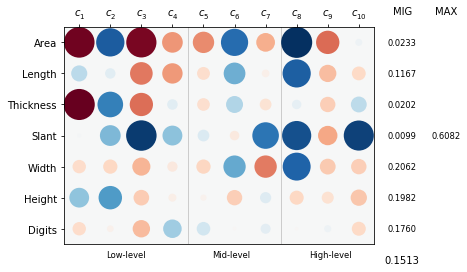 c1 c2 c3 c4 c5 c6 c7 c8 c9 c10 MIG MAX
Area 0.0233
Length 0.1167
Thickness 0.0202
Slant 0.0099 0.6082
Width 0.2062
Height 0.1982
Digits 0.1760
Low-level Mid-level High-level
0.1513